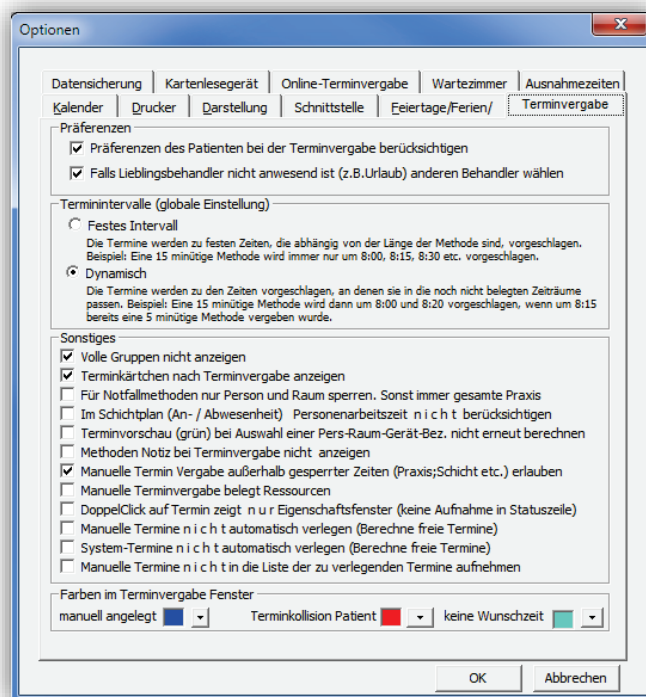 Optionen
Datensicherung Kartenlesegerät Online-Terminvergabe Wartezimmer Ausnahmezeiten
Kalender Drucker Darstellung Schnittstelle Feiertage/Ferien/ Terminvergabe
Präferenzen
Präferenzen des Patienten bei der Terminvergabe berücksichtigen
Falls Lieblingsbehandler nicht anwesend ist (z.B.Urlaub) anderen Behandler wählen
Terminintervalle (globale Einstellung)
Festes Intervall
Die Termine werden zu festen Zeiten, die abhängig von der Länge der Methode sind, vorgeschlagen.
Beispiel: Eine 15 minütige Methode wird immer nur um 8:00, 8:15, 8:30 etc. vorgeschlagen.
Dynamisch
Die Termine werden zu den Zeiten vorgeschlagen, an denen sie in die noch nicht belegten Zeiträume
passen. Beispiel: Eine 15 minütige Methode wird dann um 8:00 und 8:20 vorgeschlagen, wenn um 8:15
bereits eine 5 minütige Methode vergeben wurde.
Sonstiges
Volle Gruppen nicht anzeigen
Terminkärtchen nach Terminvergabe anzeigen
Für Notfallmethoden nur Person und Raum sperren. Sonst immer gesamte Praxis
Im Schichtplan (An- / Abwesenheit) Personenarbeitszeit n i c h t berücksichtigen
Terminvorschau (grün) bei Auswahl einer Pers-Raum-Gerät-Bez. nicht erneut berechnen
Methoden Notiz bei Terminvergabe nicht anzeigen
Manuelle Termin Vergabe außerhalb gesperrter Zeiten (Praxis;Schicht etc.) erlauben
Manuelle Terminvergabe belegt Ressourcen
DoppelClick auf Termin zeigt n u r Eigenschaftsfenster (keine Aufnahme in Statuszeile)
Manuelle Termine n i c h t automatisch verlegen (Berechne freie Termine)
System-Termine n i c h t automatisch verlegen (Berechne freie Termine)
Manuelle Termine n i c h t in die Liste der zu verlegenden Termine aufnehmen
Farben im Terminvergabe Fenster
manuell angelegt Terminkollision Patient keine Wunschzeit
OK Abbrechen